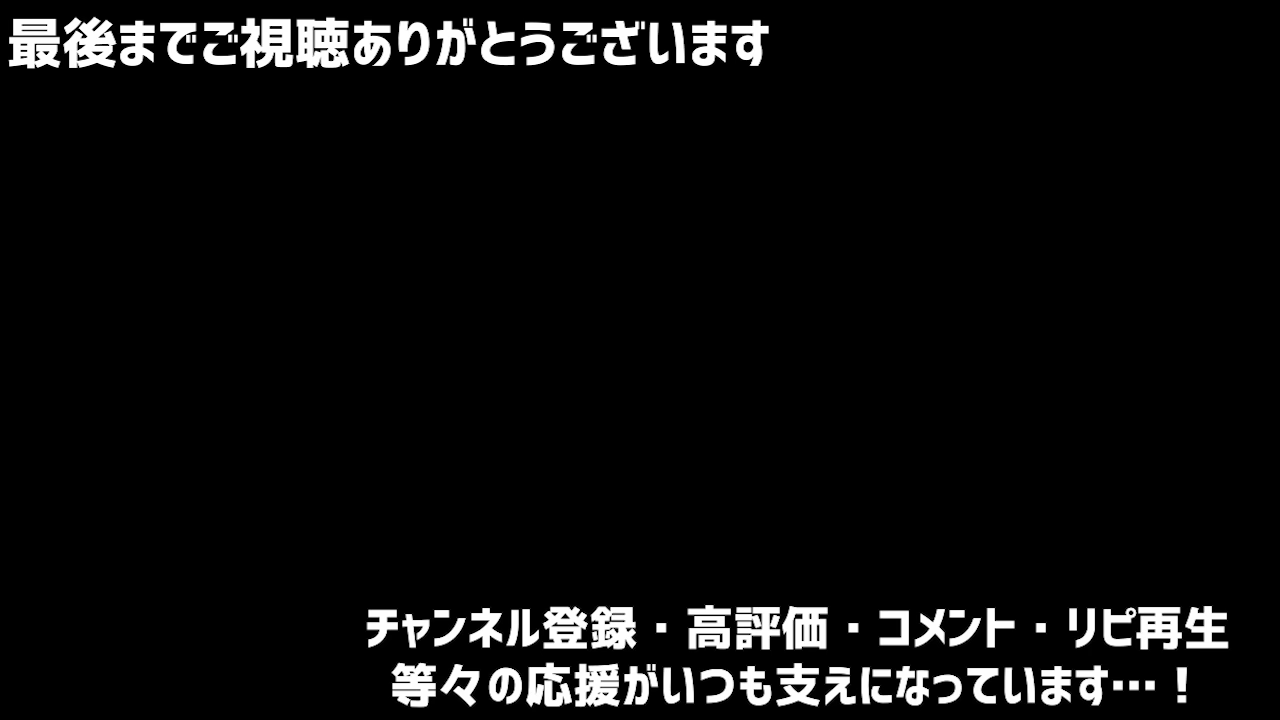 最後までご視聴ありがとうございます
チャンネル登録・高評価・コメント・リピ再生
等々の応援がいつも支えになっています…！